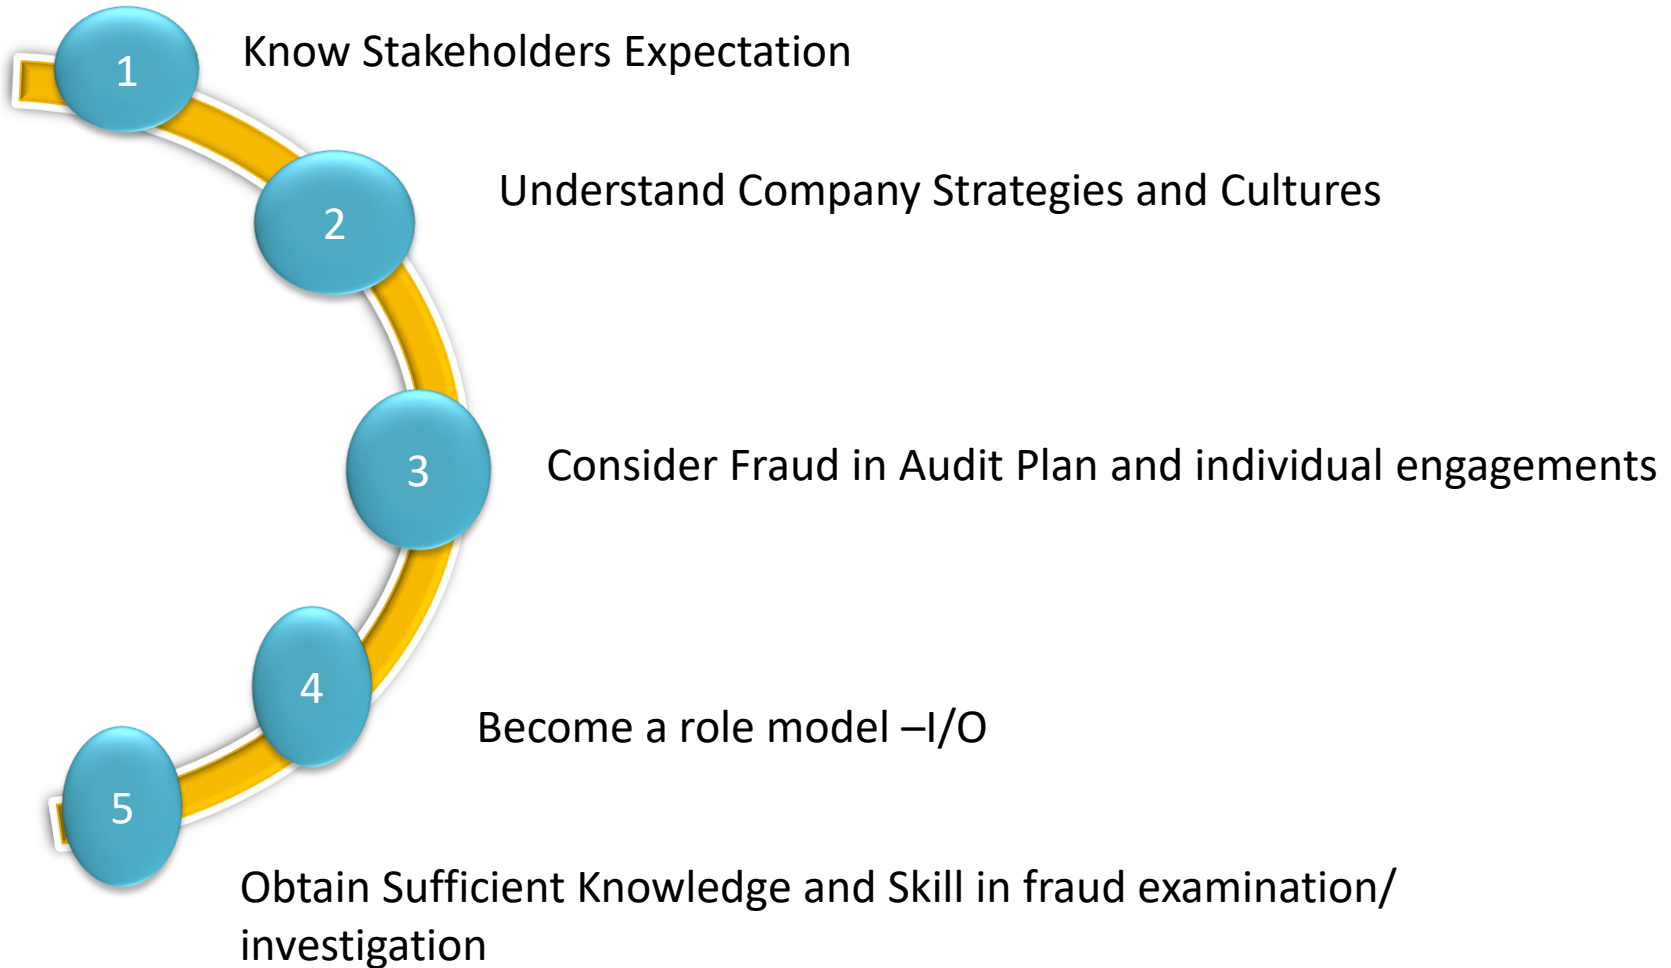 1
Know Stakeholders Expectation
2
Understand Company Strategies and Cultures
3
Consider Fraud in Audit Plan and individual engagements
4
Become a role model –I/O
5
Obtain Sufficient Knowledge and Skill in fraud examination/
investigation